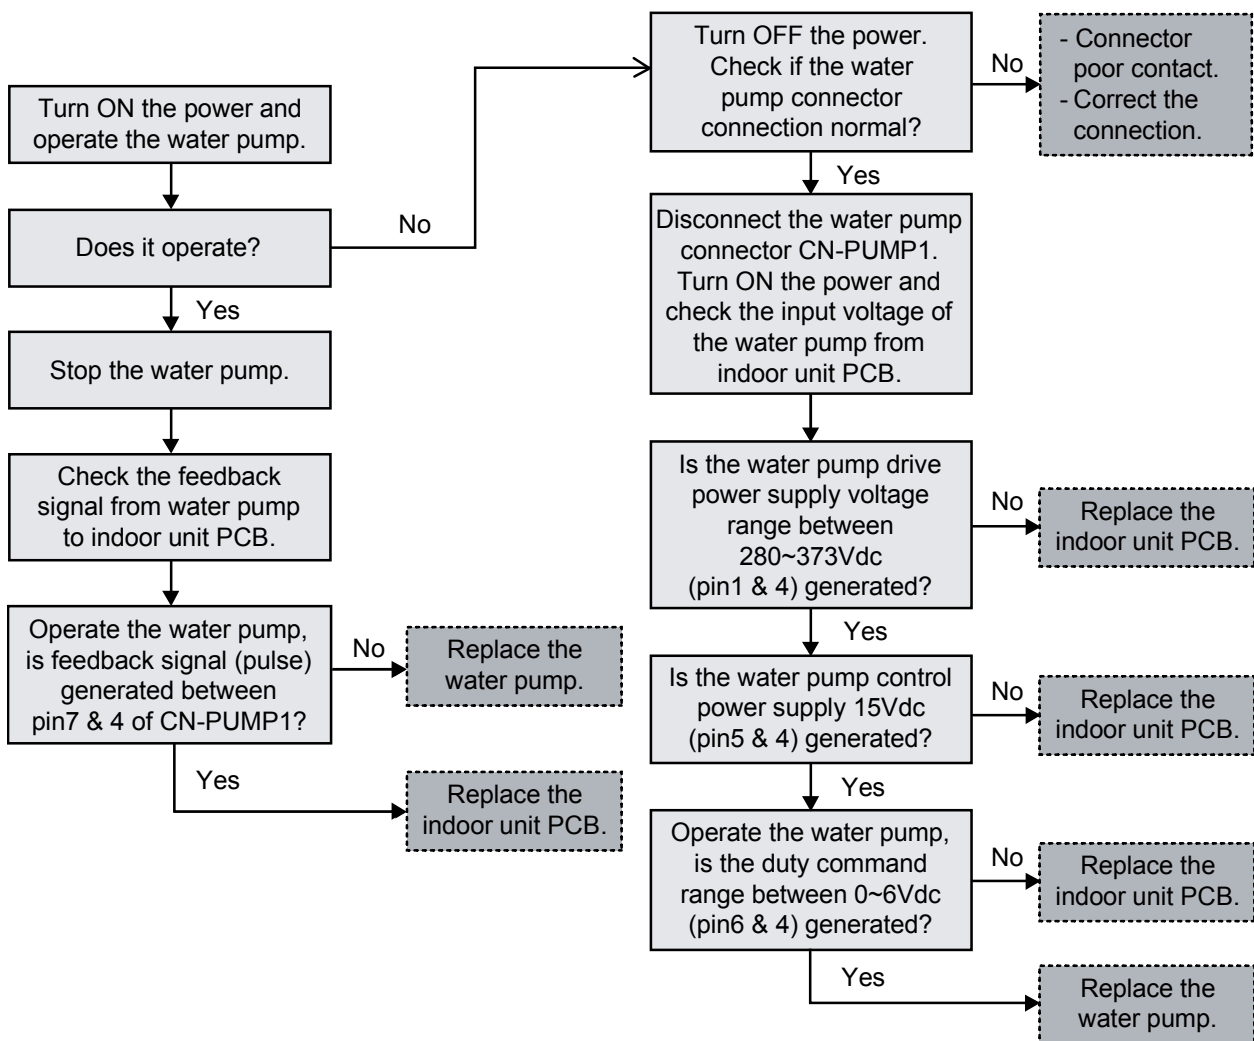 Turn ON the power and
operate the water pump.
Does it operate?
No
Yes
Stop the water pump.
Check the feedback
signal from water pump
to indoor unit PCB.
Operate the water pump,
is feedback signal (pulse)
generated between
pin7 & 4 of CN-PUMP1?
No
Replace the
water pump.
Yes
Replace the
indoor unit PCB.
Turn OFF the power.
Check if the water
pump connector
connection normal?
No
- Connector
poor contact.
- Correct the
connection.
Yes
Disconnect the water pump
connector CN-PUMP1.
Turn ON the power and
check the input voltage of
the water pump from
indoor unit PCB.
Is the water pump drive
power supply voltage
range between
280~373Vdc
(pin1 & 4) generated?
No
Replace the
indoor unit PCB.
Yes
Is the water pump control
power supply 15Vdc
(pin5 & 4) generated?
No
Replace the
indoor unit PCB.
Yes
Operate the water pump,
is the duty command
range between 0~6Vdc
(pin6 & 4) generated?
No
Replace the
indoor unit PCB.
Yes
Replace the
water pump.